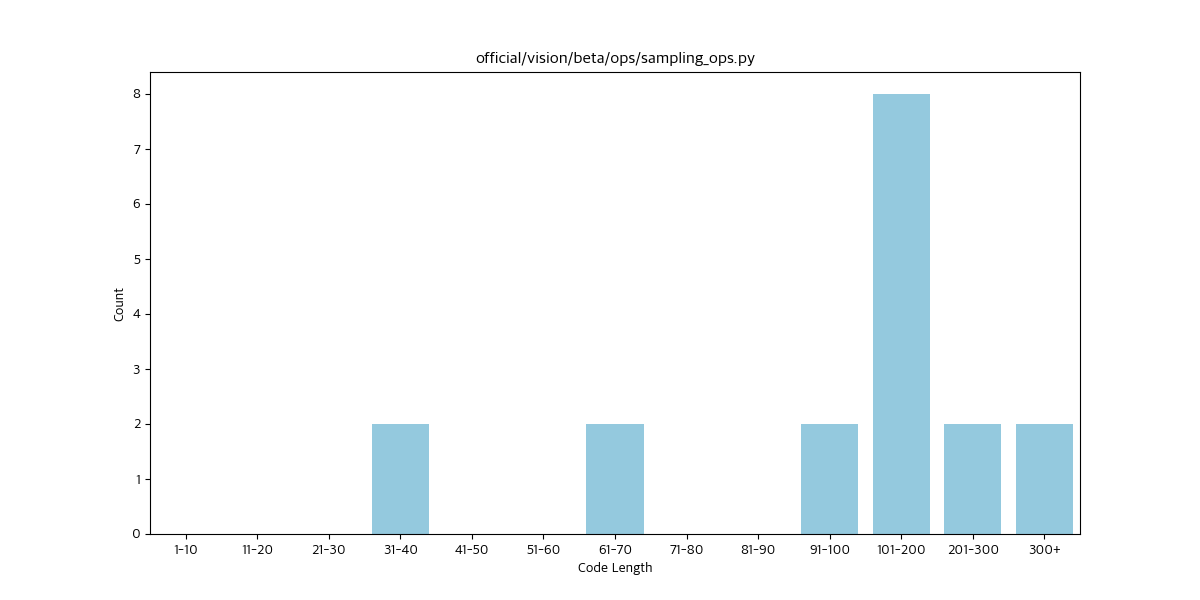 official/vision/beta/ops/sampling_ops.py
8
7
6
5
4
3
2
1
0
Count
1-10 11-20 21-30 31-40 41-50 51-60 61-70 71-80 81-90 91-100 101-200 201-300 300+
Code Length